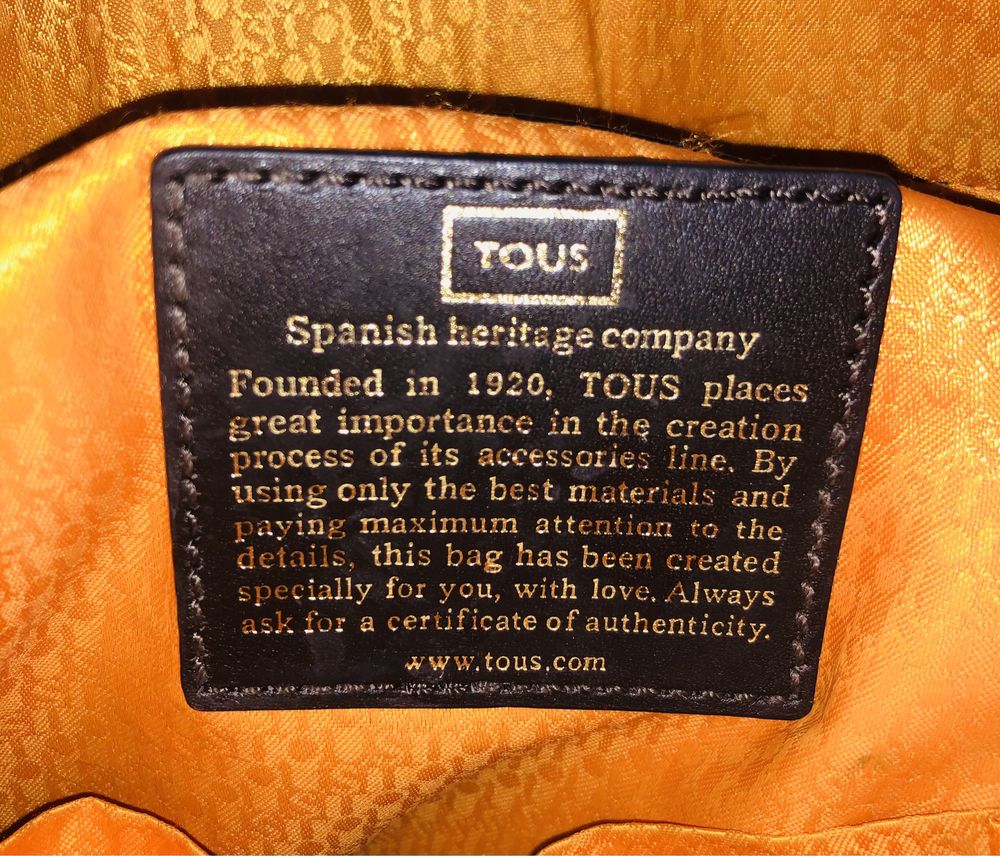 TOUS
Spanish heritage company
Founded in 1920, TOUS places
great importance in the creation
process of its accessories line. By
using only the best materials and
paying maximum attention to the
details, this bag has been created
specially for you, with love. Always
ask for a certificate of authenticity.
www.tous.com